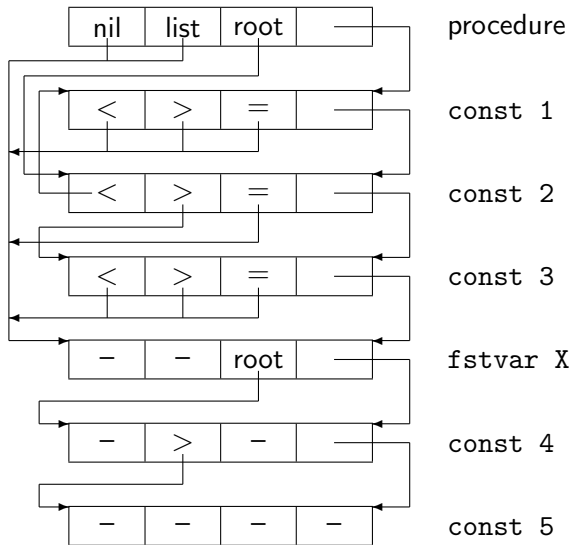 nil list root procedure
< > = const 1
< > = const 2
< > = const 3
– – root fstvar X
– > – const 4
– – – – const 5